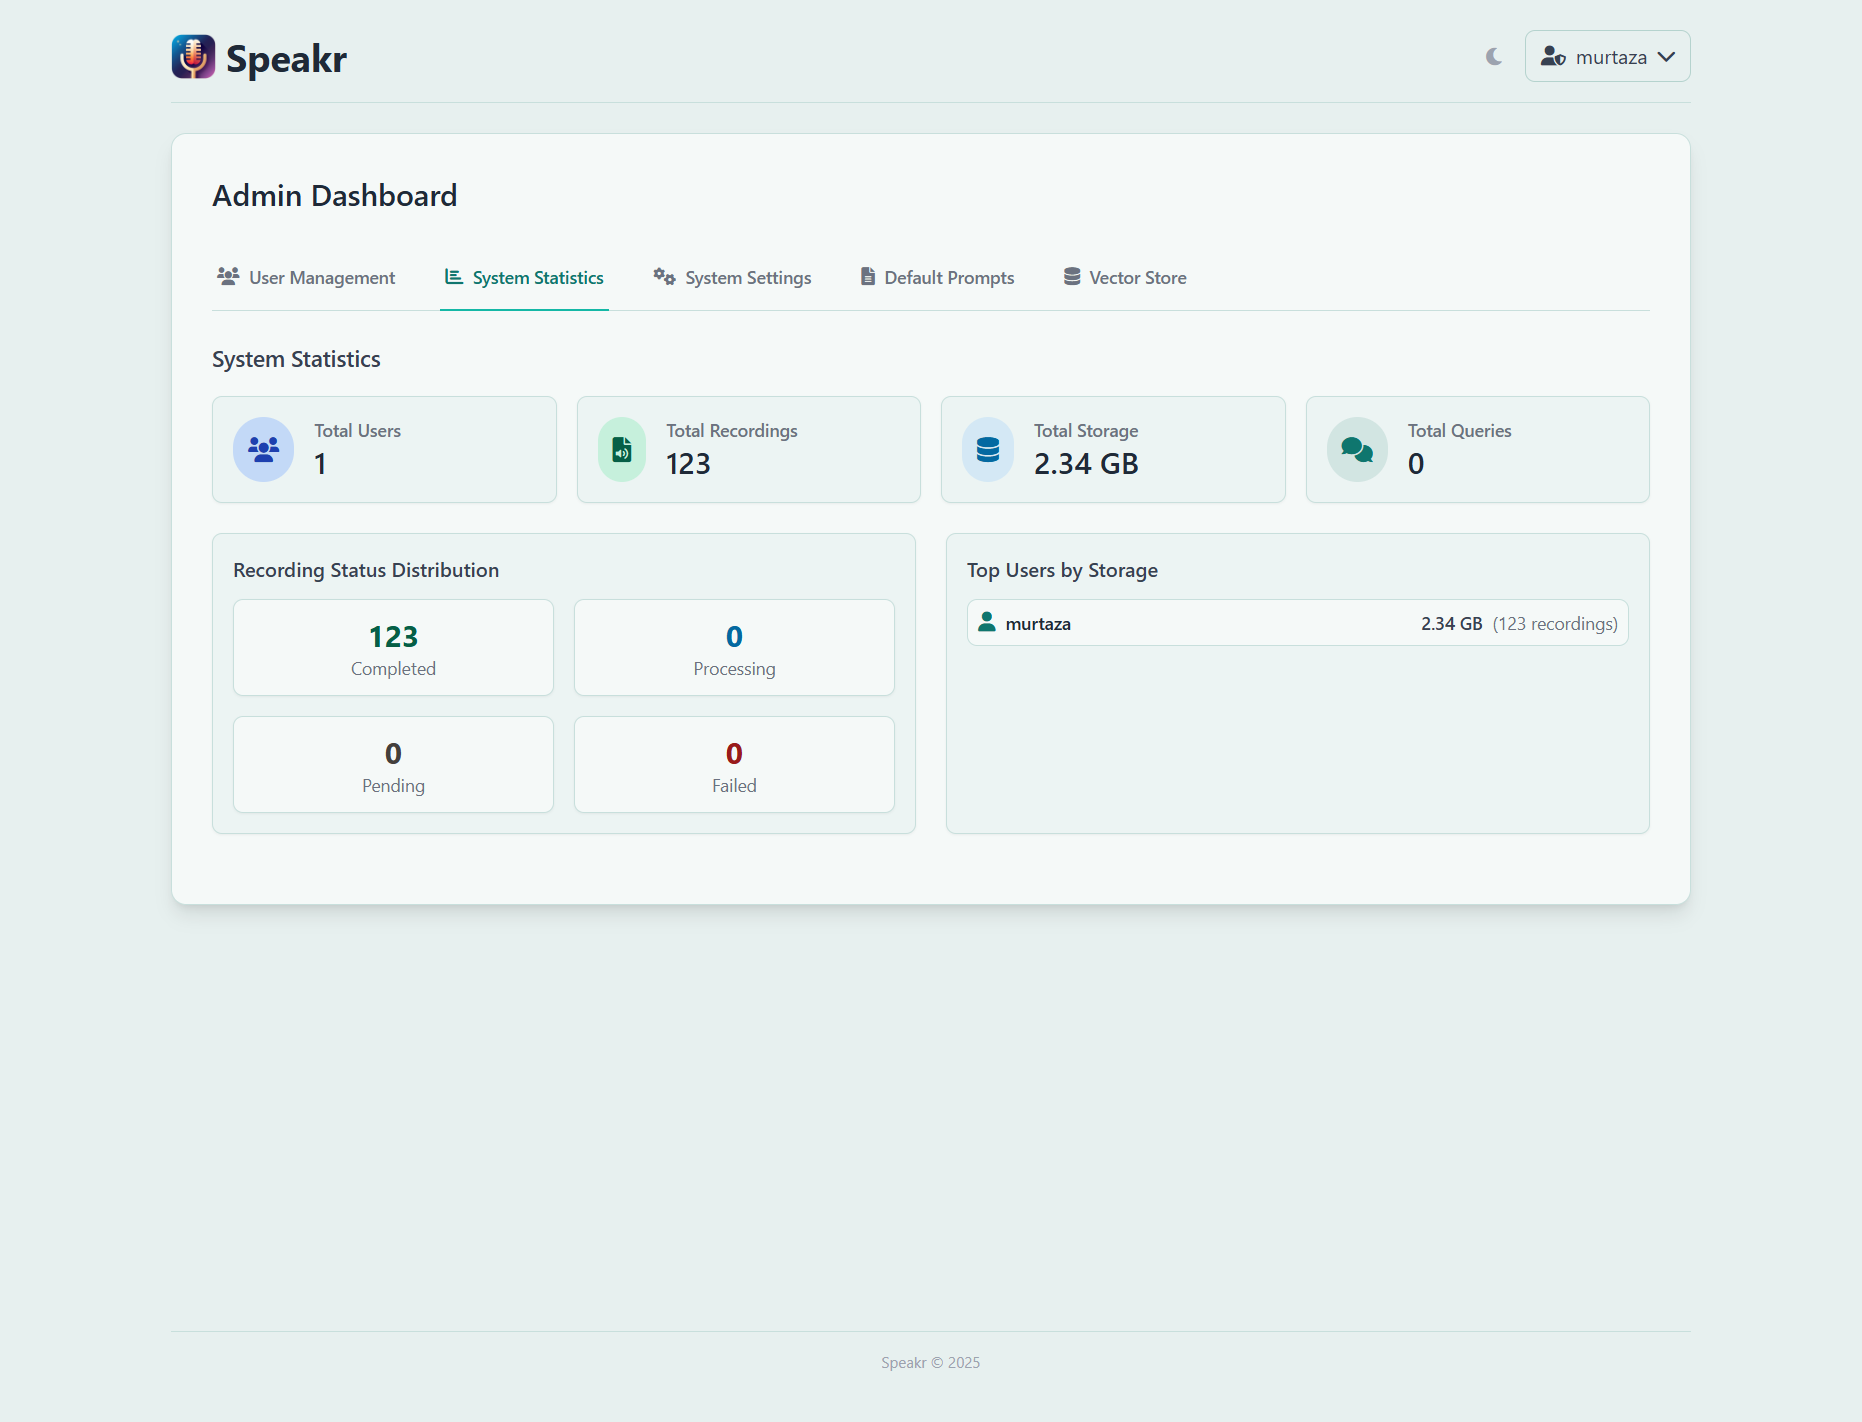 Speakr
murtaza
Admin Dashboard
User Management
System Statistics
System Settings
Default Prompts
Vector Store
System Statistics
Total Users
1
Total Recordings
123
Total Storage
2.34 GB
Total Queries
0
Recording Status Distribution
123
Completed
0
Processing
0
Pending
0
Failed
Top Users by Storage
murtaza 2.34 GB (123 recordings)
Speakr © 2025